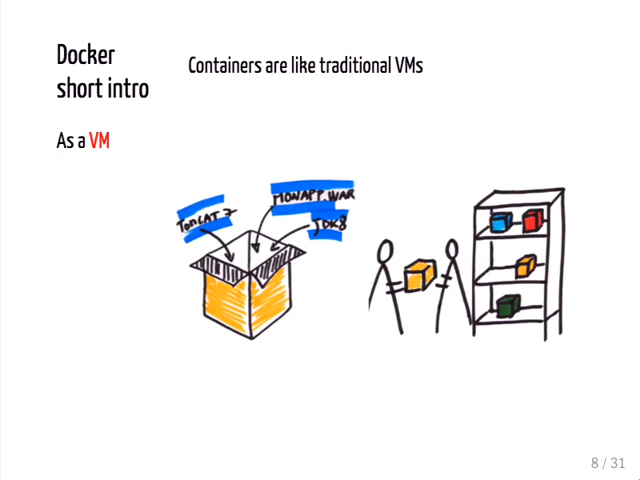 Docker
short intro
Containers are like traditional VMs
As a VM
TOMCAT 7
MONAPP.WAR
JDK8
8 / 31